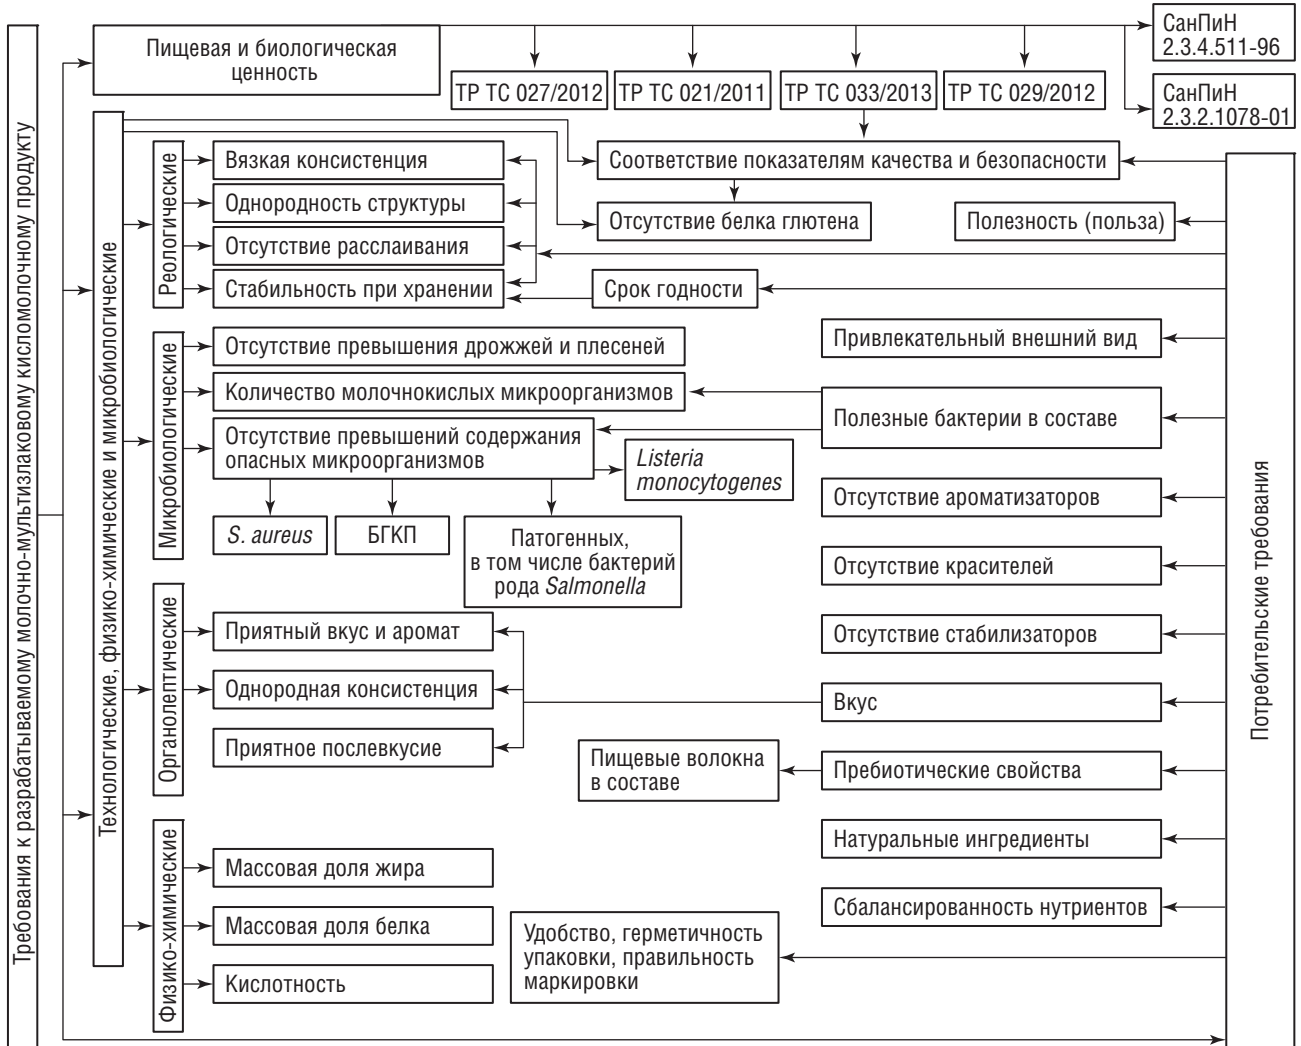 Требования к разрабатываемому молочно-мультизлаковому кисломолочному продукту
Пищевая и биологическая
ценность
СанПиН
2.3.4.511-96
ТР ТС 027/2012
ТР ТС 021/2011
ТР ТС 033/2013
ТР ТС 029/2012
СанПиН
2.3.2.1078-01
Технологические, физико-химические и микробиологические
Реологические
Вязкая консистенция
Однородность структуры
Отсутствие расслаивания
Стабильность при хранении
Соответствие показателям качества и безопасности
Отсутствие белка глютена
Полезность (польза)
Срок годности
Микробиологические
Отсутствие превышения дрожжей и плесеней
Количество молочнокислых микроорганизмов
Отсутствие превышений содержания
опасных микроорганизмов
Listeria
monocytogenes
S. aureus
БГКП
Патогенных,
в том числе бактерий
рода Salmonella
Органолептические
Приятный вкус и аромат
Однородная консистенция
Приятное послевкусие
Физико-химические
Массовая доля жира
Массовая доля белка
Кислотность
Привлекательный внешний вид
Полезные бактерии в составе
Отсутствие ароматизаторов
Отсутствие красителей
Отсутствие стабилизаторов
Вкус
Пищевые волокна
в составе
Пребиотические свойства
Натуральные ингредиенты
Сбалансированность нутриентов
Удобство, герметичность
упаковки, правильность
маркировки
Потребительские требования